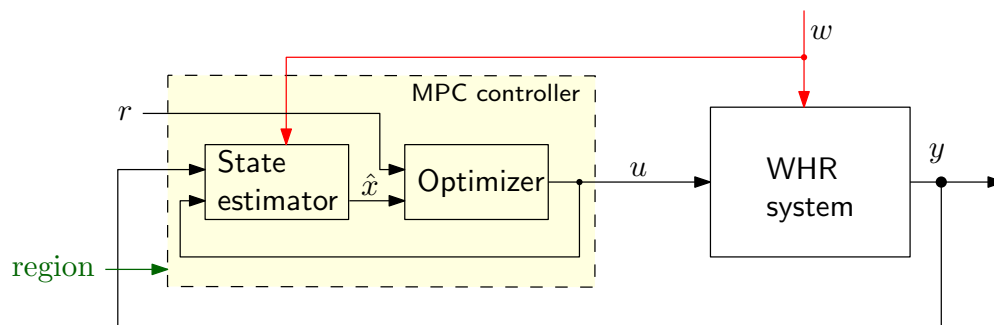 w
MPC controller
r
State
estimator
x̂
Optimizer
u
WHR
system
y
region